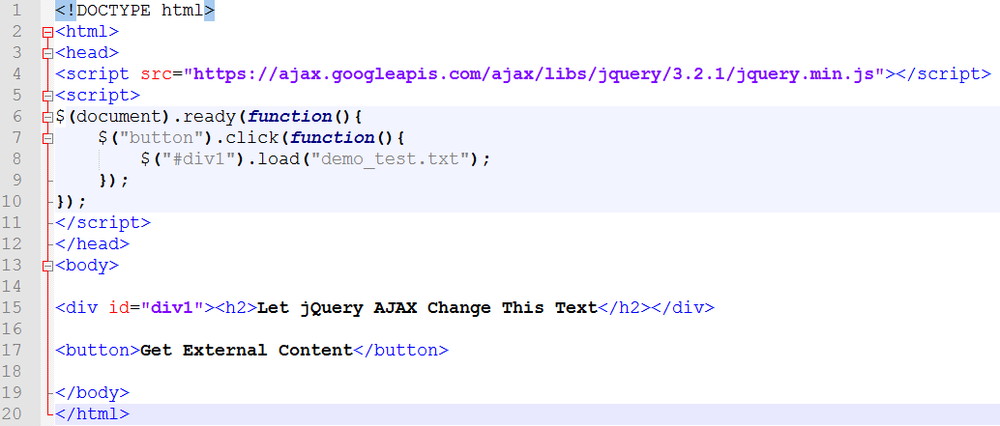 1 <!DOCTYPE html>
2 <html>
3 <head>
4 <script src="https://ajax.googleapis.com/ajax/libs/jquery/3.2.1/jquery.min.js"></script>
5 <script>
6 $(document).ready(function(){
7     $("button").click(function(){
8         $("#div1").load("demo_test.txt");
9     });
10 });
11 </script>
12 </head>
13 <body>
14
15 <div id="div1"><h2>Let jQuery AJAX Change This Text</h2></div>
16
17 <button>Get External Content</button>
18
19 </body>
20 </html>